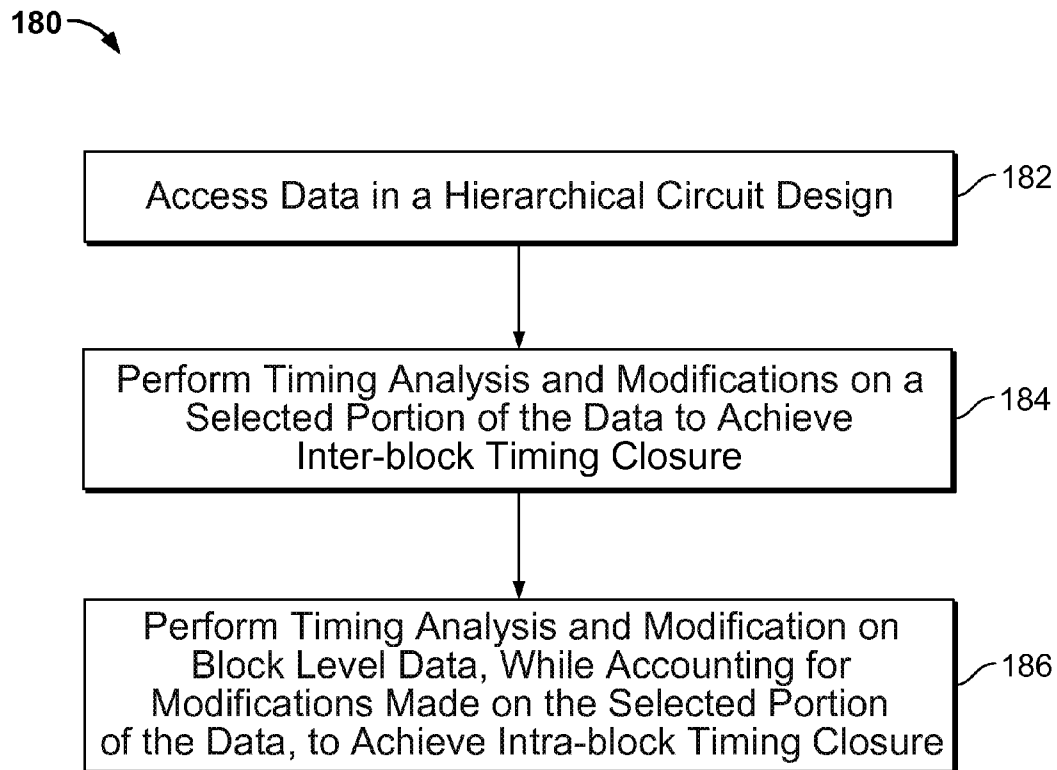 180
Access Data in a Hierarchical Circuit Design
182
Perform Timing Analysis and Modifications on a
Selected Portion of the Data to Achieve
Inter-block Timing Closure
184
Perform Timing Analysis and Modification on
Block Level Data, While Accounting for
Modifications Made on the Selected Portion
of the Data, to Achieve Intra-block Timing Closure
186